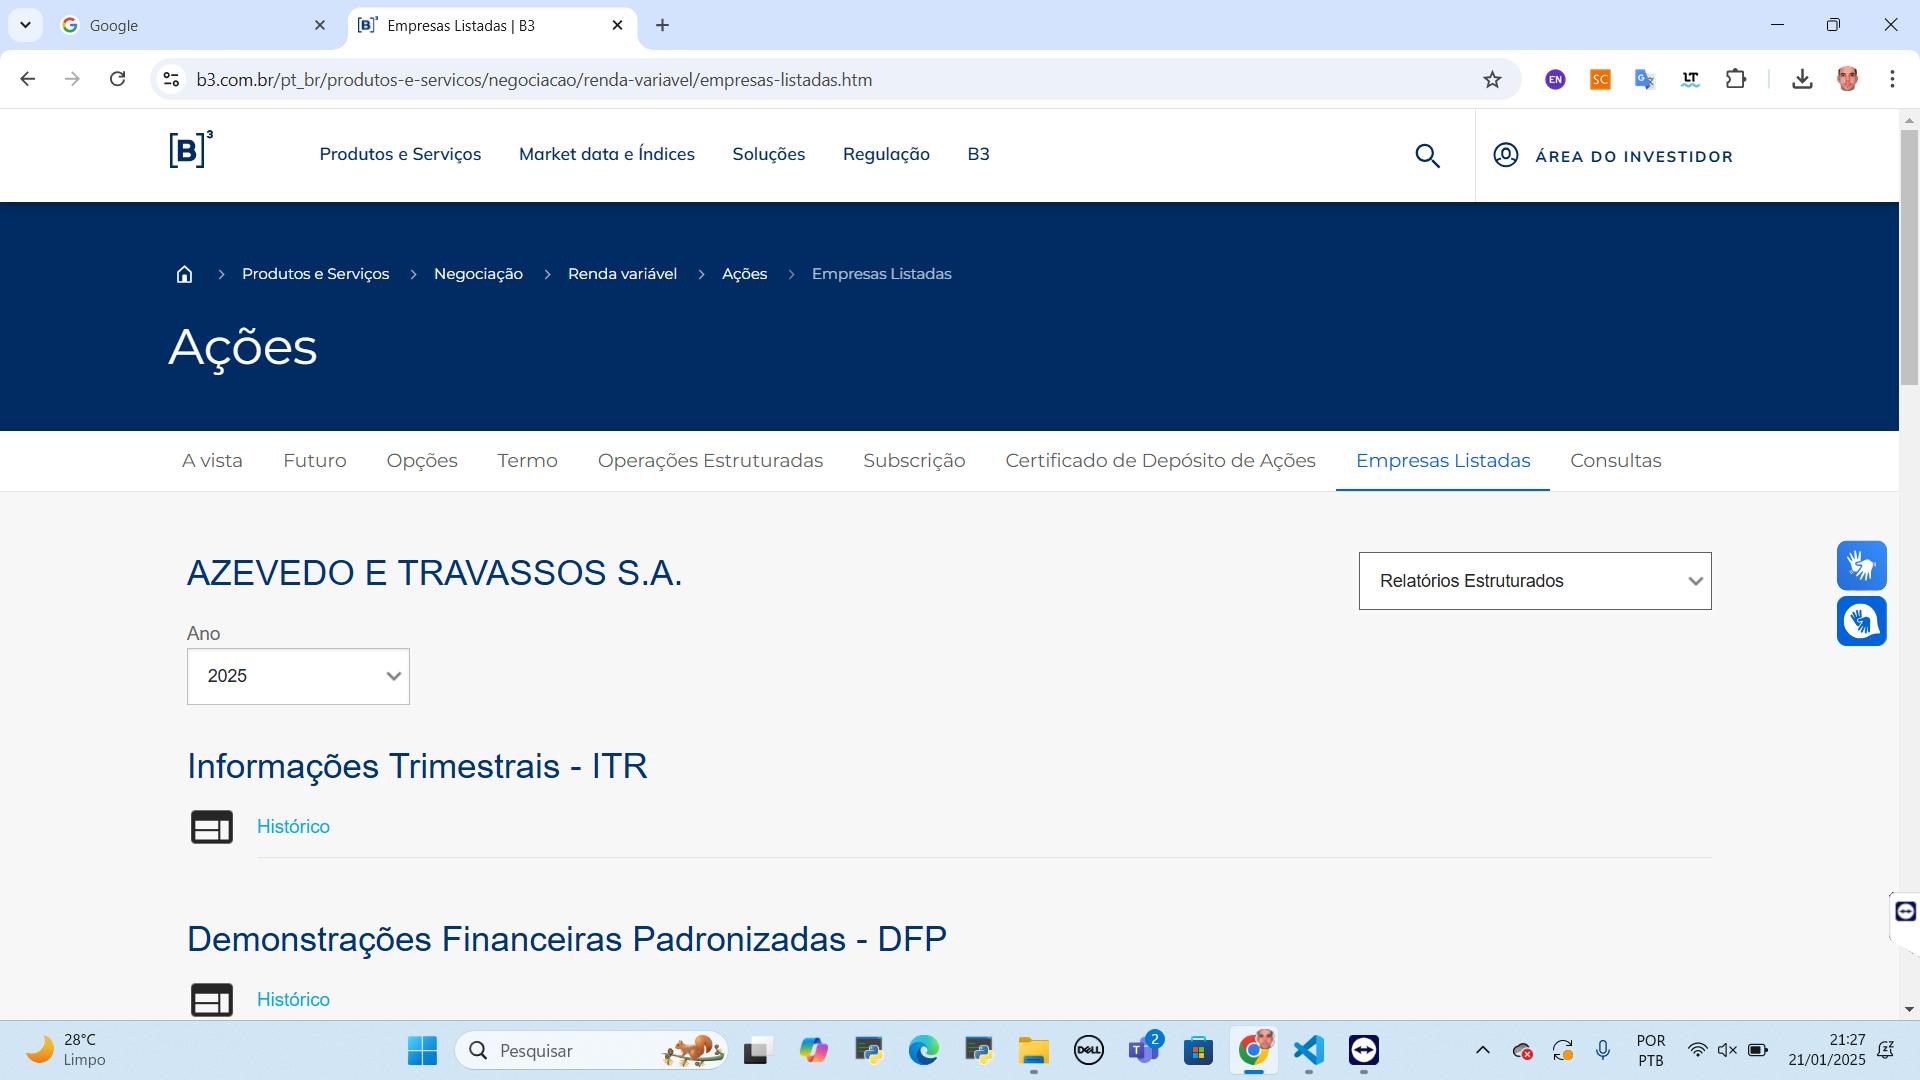 Google
Empresas Listadas | B3
b3.com.br/pt_br/produtos-e-servicos/negociacao/renda-variavel/empresas-listadas.htm
EN
SC
LT
[B]³
Produtos e Serviços
Market data e Índices
Soluções
Regulação
B3
ÁREA DO INVESTIDOR
Produtos e Serviços
Negociação
Renda variável
Ações
Empresas Listadas
Ações
A vista
Futuro
Opções
Termo
Operações Estruturadas
Subscrição
Certificado de Depósito de Ações
Empresas Listadas
Consultas
AZEVEDO E TRAVASSOS S.A.
Relatórios Estruturados
Ano
2025
Informações Trimestrais - ITR
Histórico
Demonstrações Financeiras Padronizadas - DFP
Histórico
28°C
Limpo
Pesquisar
DELL
2
POR
PTB
21:27
21/01/2025